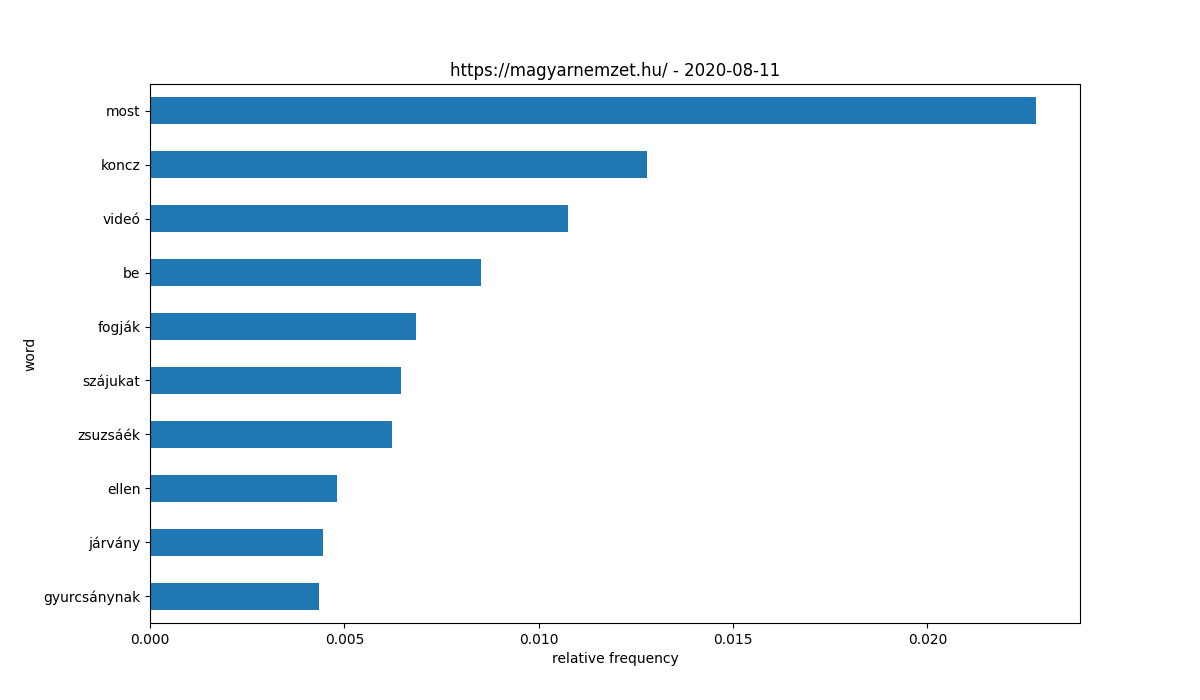 https://magyarnemzet.hu/ - 2020-08-11
most
koncz
videó
be
fogják
szájukat
zsuzsáék
ellen
járvány
gyurcsánynak
word
0.000 0.005 0.010 0.015 0.020
relative frequency